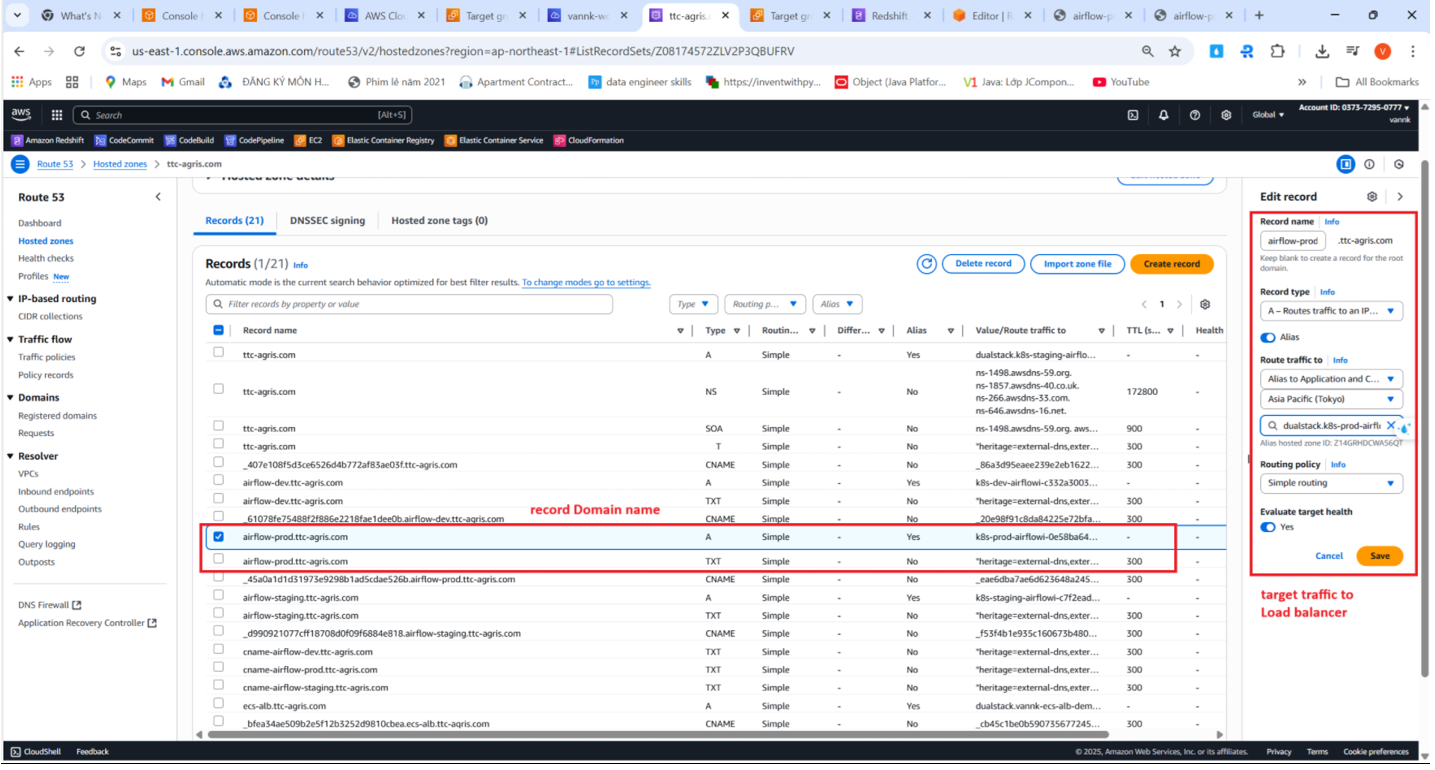 What's N
Console
Console
AWS Clo
Target gr
vannk-we
ttc-agris.c
Target gr
Redshift
Editor | R
airflow-p
airflow-p
us-east-1.console.aws.amazon.com/route53/v2/hostedzones?region=ap-northeast-1#ListRecordSets/Z08174572ZLV2P3QBUFRV
Apps
Maps
Gmail
ĐĂNG KÝ MÔN H...
Phim lẻ năm 2021
Apartment Contract...
data engineer skills
https://inventwithpy...
Object (Java Platfor...
Java: Lớp JCompon...
YouTube
All Bookmarks
aws
Search
[Alt+S]
Global
Account ID: 0373-7295-0777
vannk
Amazon Redshift
CodeCommit
CodeBuild
CodePipeline
EC2
Elastic Container Registry
Elastic Container Service
CloudFormation
Route 53 > Hosted zones > ttc-agris.com
Route 53
Dashboard
Hosted zones
Health checks
Profiles New
IP-based routing
CIDR collections
Traffic flow
Traffic policies
Policy records
Domains
Registered domains
Requests
Resolver
VPCs
Inbound endpoints
Outbound endpoints
Rules
Query logging
Outposts
DNS Firewall
Application Recovery Controller
Hosted zone details
Records (21)
DNSSEC signing
Hosted zone tags (0)
Records (1/21) Info
Delete record
Import zone file
Create record
Automatic mode is the current search behavior optimized for best filter results. To change modes go to settings.
Filter records by property or value
Type
Routing p...
Alias
1
Record name Type Routin... Differ... Alias Value/Route traffic to TTL (s... Health
ttc-agris.com A Simple - Yes dualstack.k8s-staging-airflo... - -
ns-1498.awsdns-59.org.
ns-1857.awsdns-40.co.uk.
ttc-agris.com NS Simple - No ns-266.awsdns-33.com. 172800 -
ns-646.awsdns-16.net.
ttc-agris.com SOA Simple - No ns-1498.awsdns-59.org. aws... 900 -
ttc-agris.com T Simple - No "heritage=external-dns,exter... 300 -
_407e108f5d3ce6526d4b772af83ae03f.ttc-agris.com CNAME Simple - No _86a3d95eaee239e2eb1622... 300 -
airflow-dev.ttc-agris.com A Simple - Yes k8s-dev-airflowi-c332a3003... - -
airflow-dev.ttc-agris.com TXT Simple - No "heritage=external-dns,exter... 300 -
record Domain name
_61078fe75488f2f886e2218fae1dee0b.airflow-dev.ttc-agris.com CNAME Simple - No _20e98f91c8da84225e72bfa... 300 -
airflow-prod.ttc-agris.com A Simple - Yes k8s-prod-airflowi-0e58ba64... - -
airflow-prod.ttc-agris.com TXT Simple - No "heritage=external-dns,exter... 300 -
_45a0a1d1d31973e9298b1ad5cdae526b.airflow-prod.ttc-agris.com CNAME Simple - No _eae6dba7ae6d623648a245... 300 -
airflow-staging.ttc-agris.com A Simple - Yes k8s-staging-airflowi-c7f2ead... - -
airflow-staging.ttc-agris.com TXT Simple - No "heritage=external-dns,exter... 300 -
_d990921077cff18708d0f09f6884e818.airflow-staging.ttc-agris.com CNAME Simple - No _f53f4b1e935c160673b480... 300 -
cname-airflow-dev.ttc-agris.com TXT Simple - No "heritage=external-dns,exter... 300 -
cname-airflow-prod.ttc-agris.com TXT Simple - No "heritage=external-dns,exter... 300 -
cname-airflow-staging.ttc-agris.com TXT Simple - No "heritage=external-dns,exter... 300 -
ecs-alb.ttc-agris.com A Simple - Yes dualstack.vannk-ecs-alb-dem... - -
_bfea34ae509b2e5f12b3252d9810cbea.ecs-alb.ttc-agris.com CNAME Simple - No _cb45c1be0b590735677245... 300 -
Edit record
Record name Info
airflow-prod .ttc-agris.com
Keep blank to create a record for the root
domain.
Record type Info
A – Routes traffic to an IP...
Alias
Route traffic to Info
Alias to Application and C...
Asia Pacific (Tokyo)
dualstack.k8s-prod-airfl
Alias hosted zone ID: Z14GRHDCWA56QT
Routing policy Info
Simple routing
Evaluate target health
Yes
Cancel
Save
target traffic to
Load balancer
CloudShell
Feedback
© 2025, Amazon Web Services, Inc. or its affiliates.
Privacy
Terms
Cookie preferences